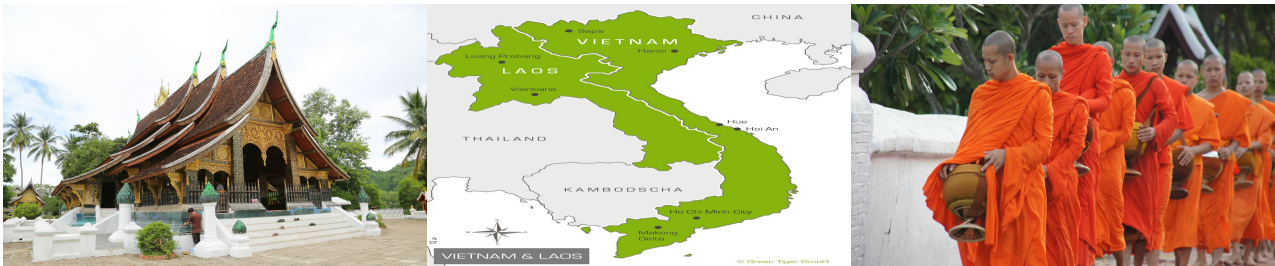 CHINA
Sapa
VIETNAM
Hanoi
Luang Prabang
LAOS
Vientiane
Hue
Hoi An
THAILAND
KAMBODSCHA
Ho Chi Minh City
Mekong
Delta
VIETNAM & LAOS
© Green Tiger GmbH